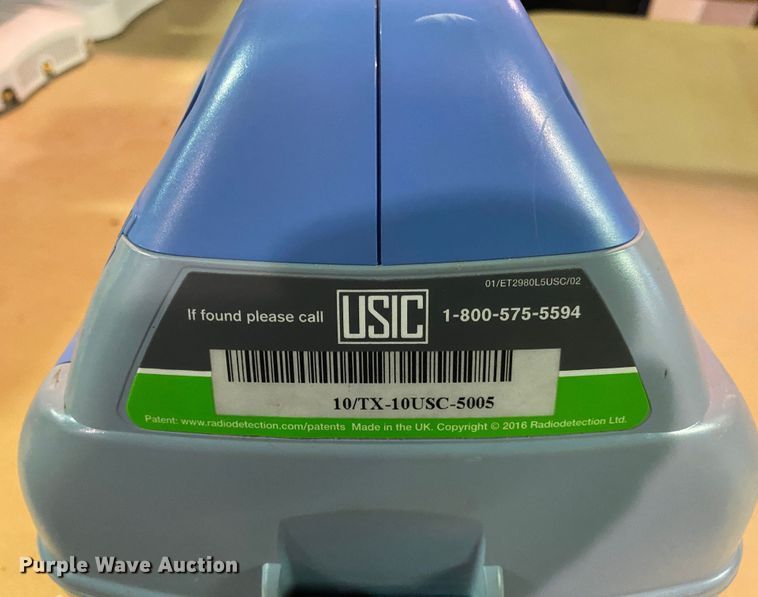 01/ET2980L5USC/02
If found please call USIC 1-800-575-5594
10/TX-10USC-5005
Patent: www.radiodetection.com/patents Made in the UK. Copyright © 2016 Radiodetection Ltd.
Purple Wave Auction